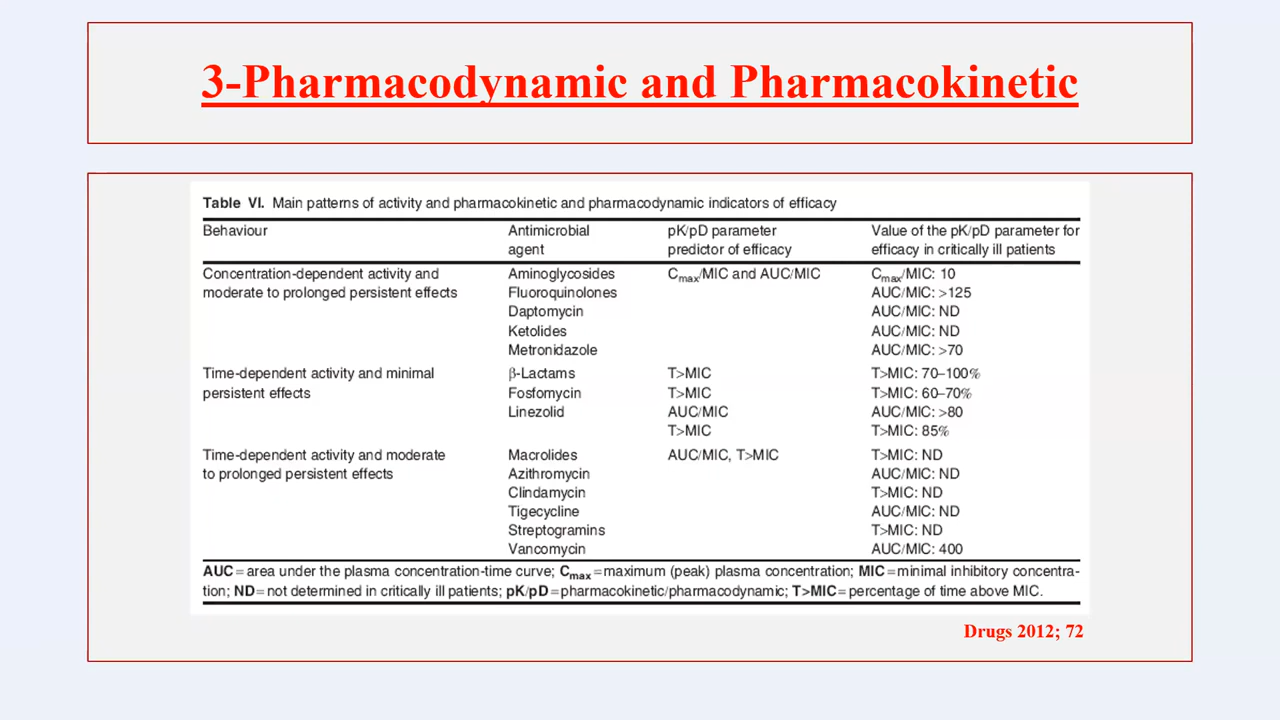 3-Pharmacodynamic and Pharmacokinetic
Table VI. Main patterns of activity and pharmacokinetic and pharmacodynamic indicators of efficacy
Behaviour Antimicrobial agent pK/pD parameter predictor of efficacy Value of the pK/pD parameter for efficacy in critically ill patients
Concentration-dependent activity and Aminoglycosides Cmax/MIC and AUC/MIC Cmax/MIC: 10
moderate to prolonged persistent effects Fluoroquinolones AUC/MIC: >125
Daptomycin AUC/MIC: ND
Ketolides AUC/MIC: ND
Metronidazole AUC/MIC: >70
Time-dependent activity and minimal β-Lactams T>MIC T>MIC: 70–100%
persistent effects Fosfomycin T>MIC T>MIC: 60–70%
Linezolid AUC/MIC AUC/MIC: >80
T>MIC T>MIC: 85%
Time-dependent activity and moderate Macrolides AUC/MIC, T>MIC T>MIC: ND
to prolonged persistent effects Azithromycin AUC/MIC: ND
Clindamycin T>MIC: ND
Tigecycline AUC/MIC: ND
Streptogramins T>MIC: ND
Vancomycin AUC/MIC: 400
AUC = area under the plasma concentration-time curve; Cmax = maximum (peak) plasma concentration; MIC = minimal inhibitory concentra-
tion; ND = not determined in critically ill patients; pK/pD = pharmacokinetic/pharmacodynamic; T>MIC = percentage of time above MIC.
Drugs 2012; 72